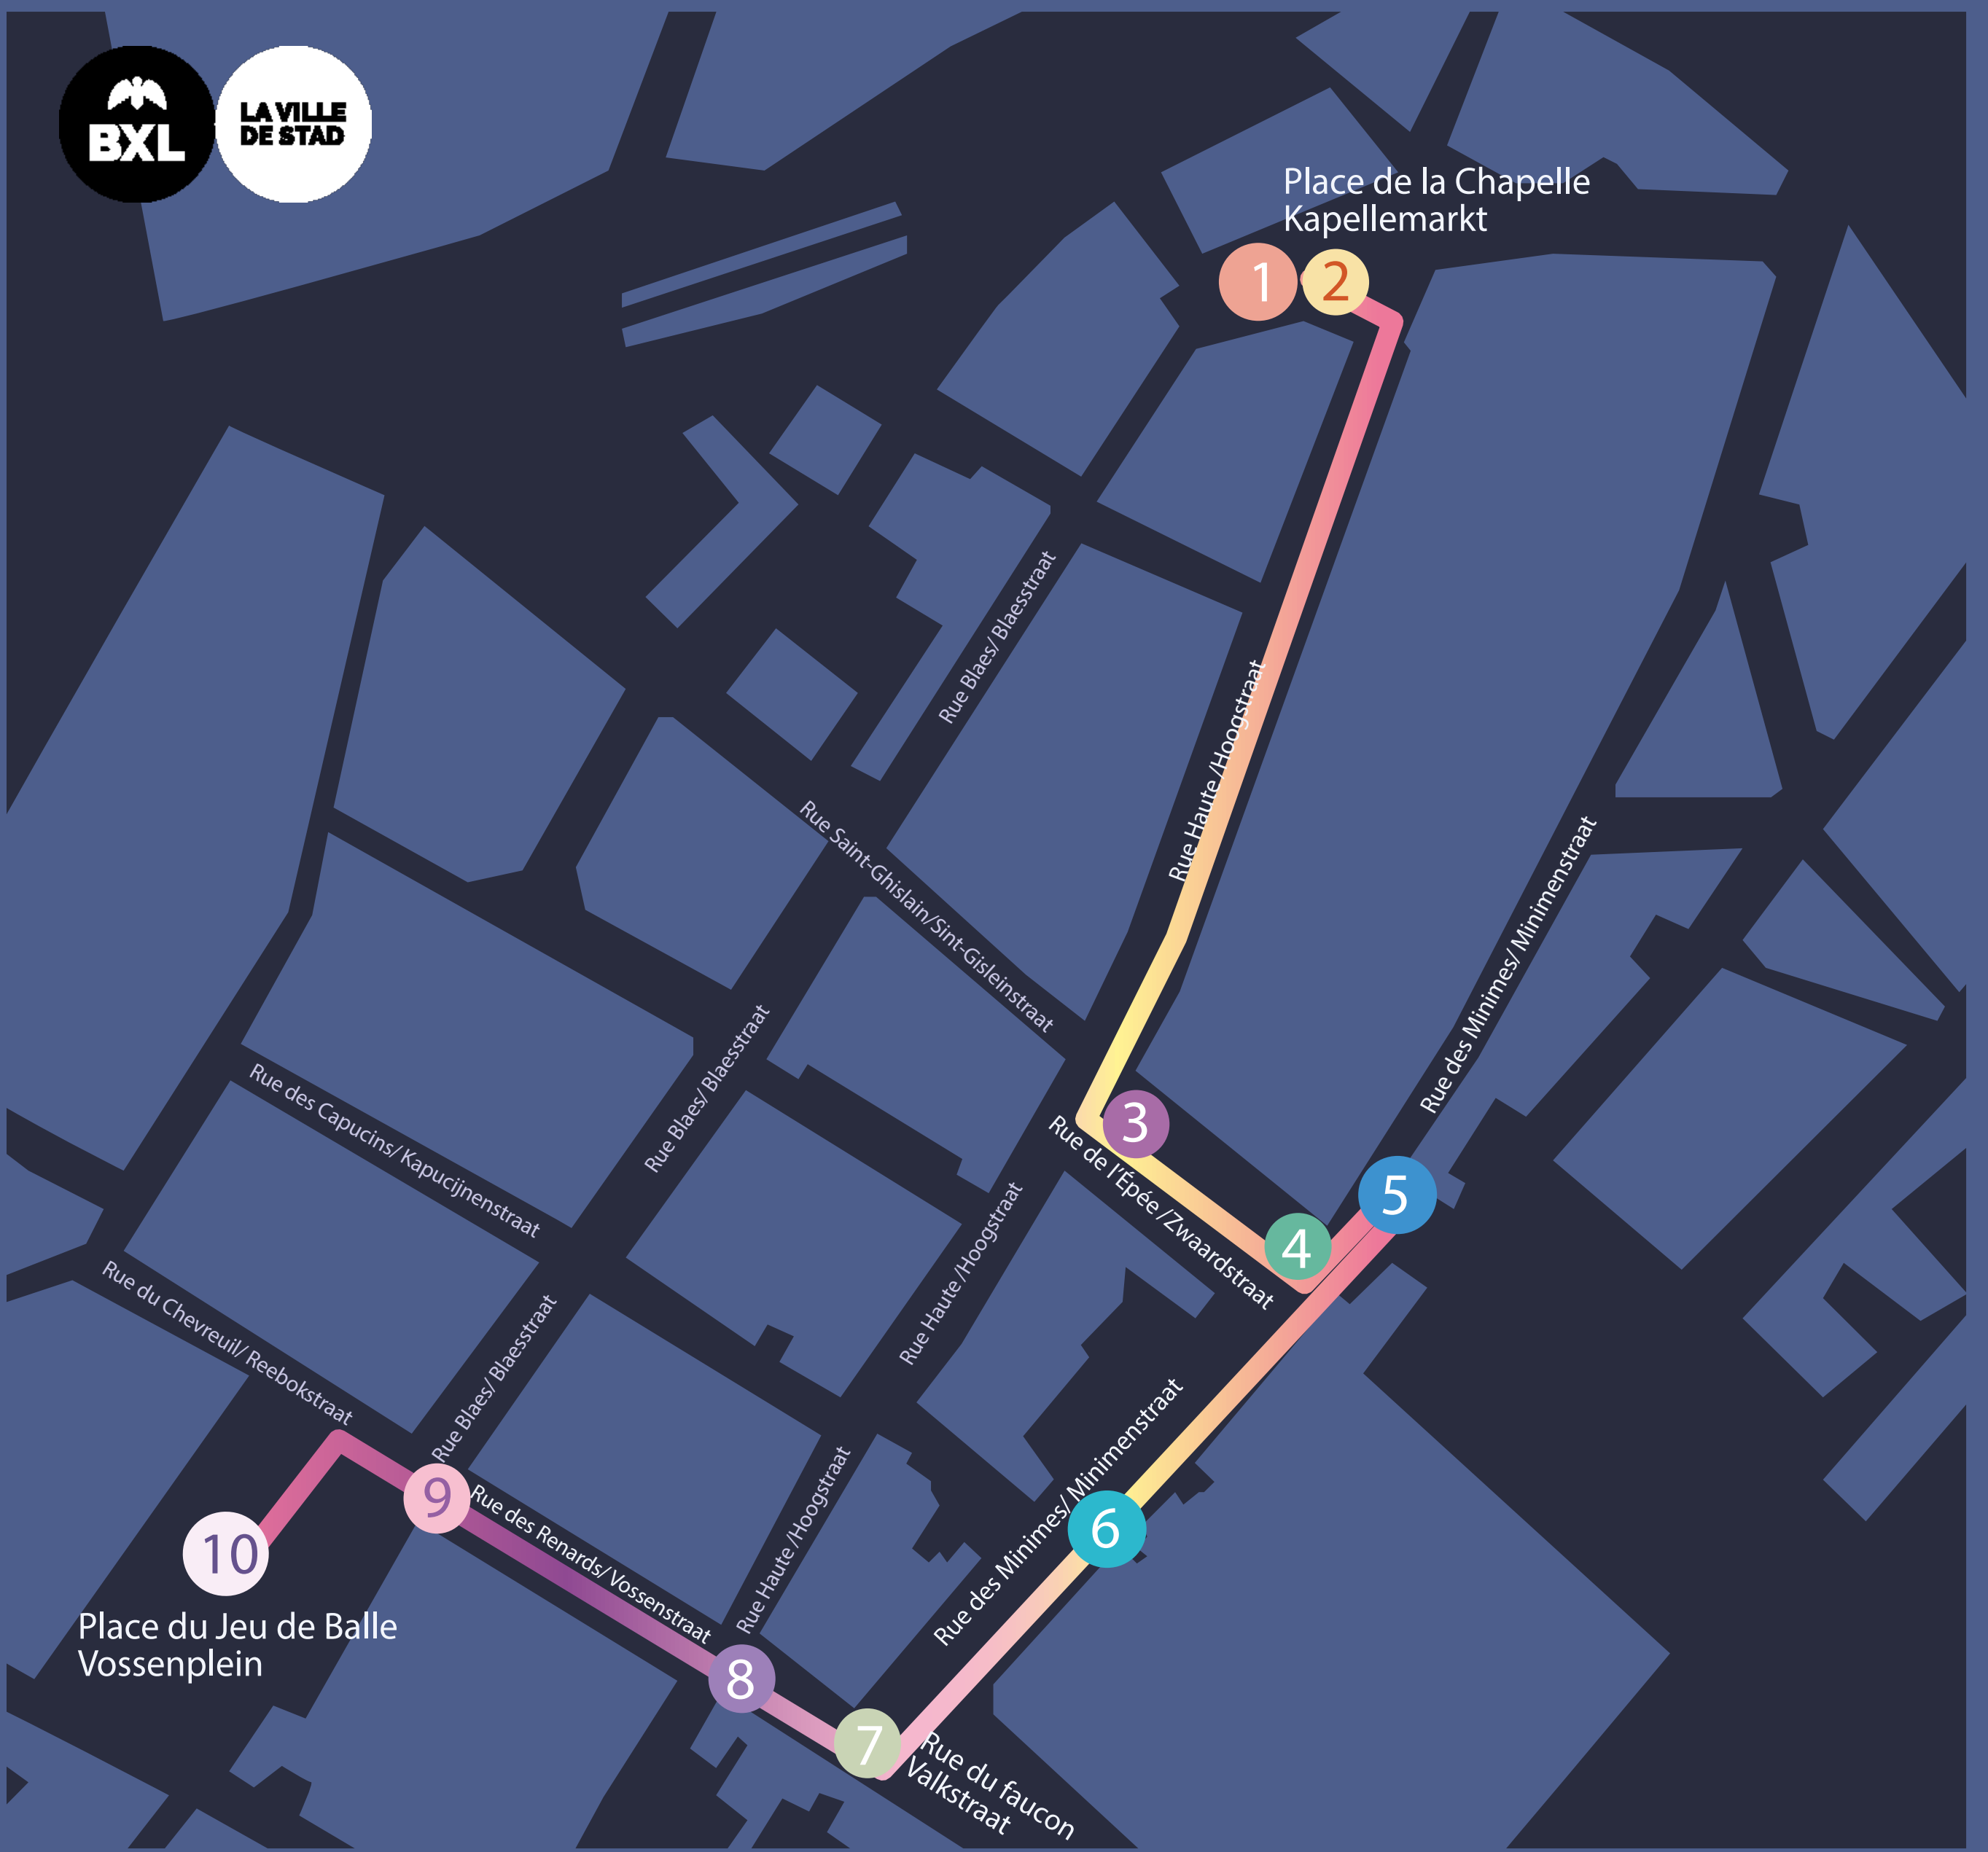 BXL
LA VILLE
DE STAD
Place de la Chapelle
Kapellemarkt
1
2
Rue Blaes/ Blaesstraat
Rue Haute /Hoogstraat
Rue Saint-Ghislain/Sint-Gisleinstraat
Rue des Minimes/ Minimenstraat
Rue des Capucins/ Kapucijnenstraat
Rue Blaes/ Blaesstraat
3
Rue de l'Épée /Zwaardstraat
4
5
Rue Haute /Hoogstraat
Rue du Chevreuil/ Reebokstraat
Rue Blaes/ Blaesstraat
Rue des Minimes/ Minimenstraat
6
9
Rue des Renards/ Vossenstraat
Rue Haute /Hoogstraat
10
Place du Jeu de Balle
Vossenplein
8
7
Rue du faucon
Valkstraat